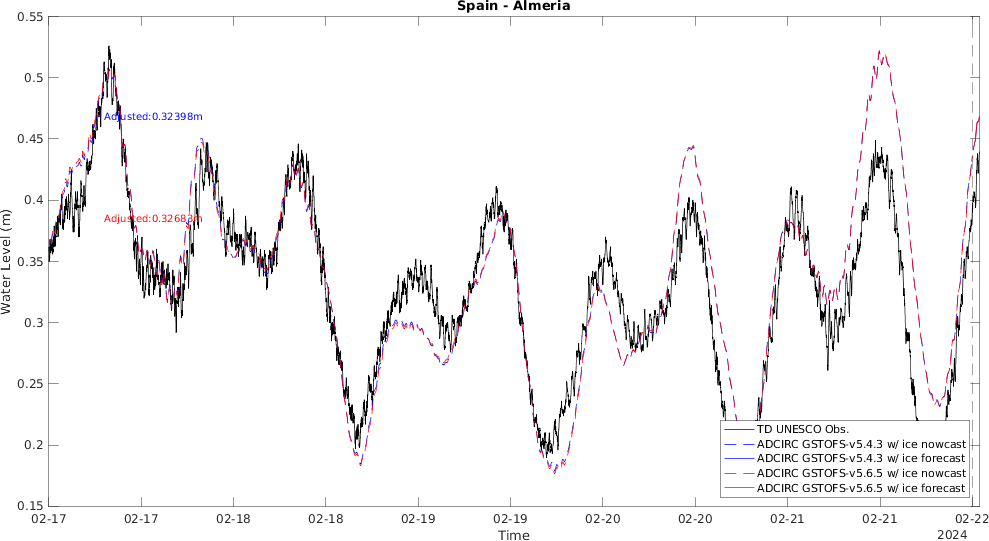 Spain - Almeria
0.55
0.5
0.45
0.4
0.35
0.3
0.25
0.2
0.15
Water Level (m)
Adjusted:0.32398m
Adjusted:0.32683m
TD UNESCO Obs.
ADCIRC GSTOFS-v5.4.3 w/ ice nowcast
ADCIRC GSTOFS-v5.4.3 w/ ice forecast
ADCIRC GSTOFS-v5.6.5 w/ ice nowcast
ADCIRC GSTOFS-v5.6.5 w/ ice forecast
02-17 02-17 02-18 02-18 02-19 02-19 02-20 02-20 02-21 02-21 02-22
Time
2024